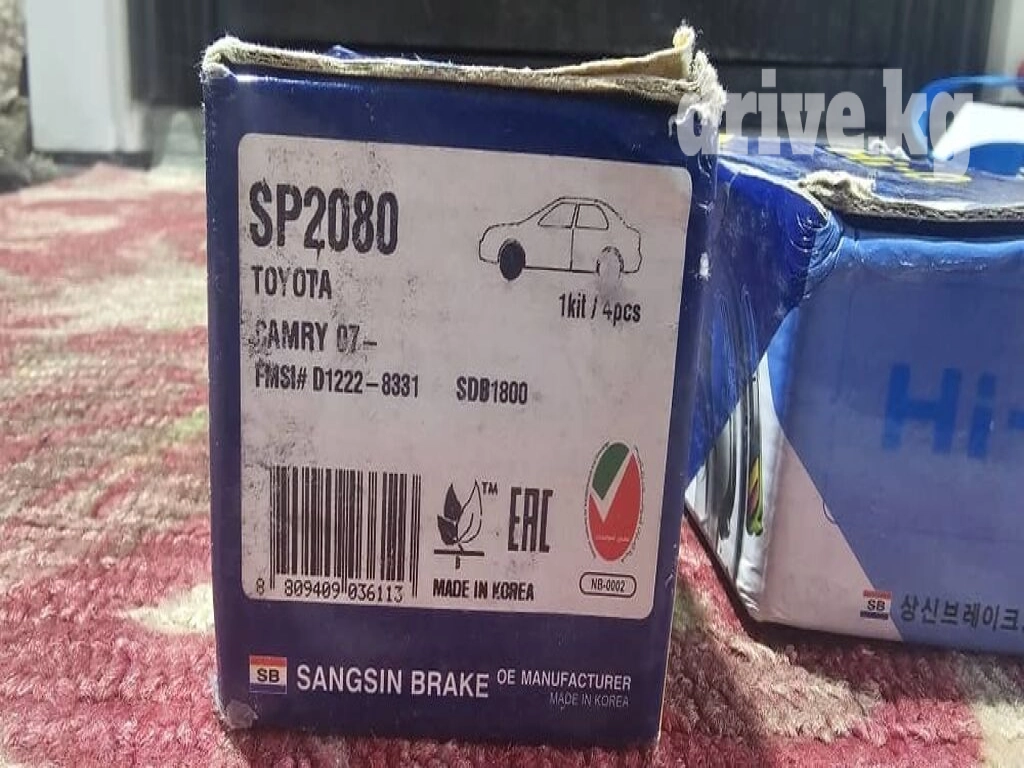 drive.kg
SP2080
TOYOTA
1kit / 4pcs
CAMRY 07-
FMSI# D1222-8331 SDB1800
TM
EAC
B
8 809409 036113
MADE IN KOREA
NB-0002
SB SANGSIN BRAKE OE MANUFACTURER
MADE IN KOREA
Hi-
SB 상신브레이크